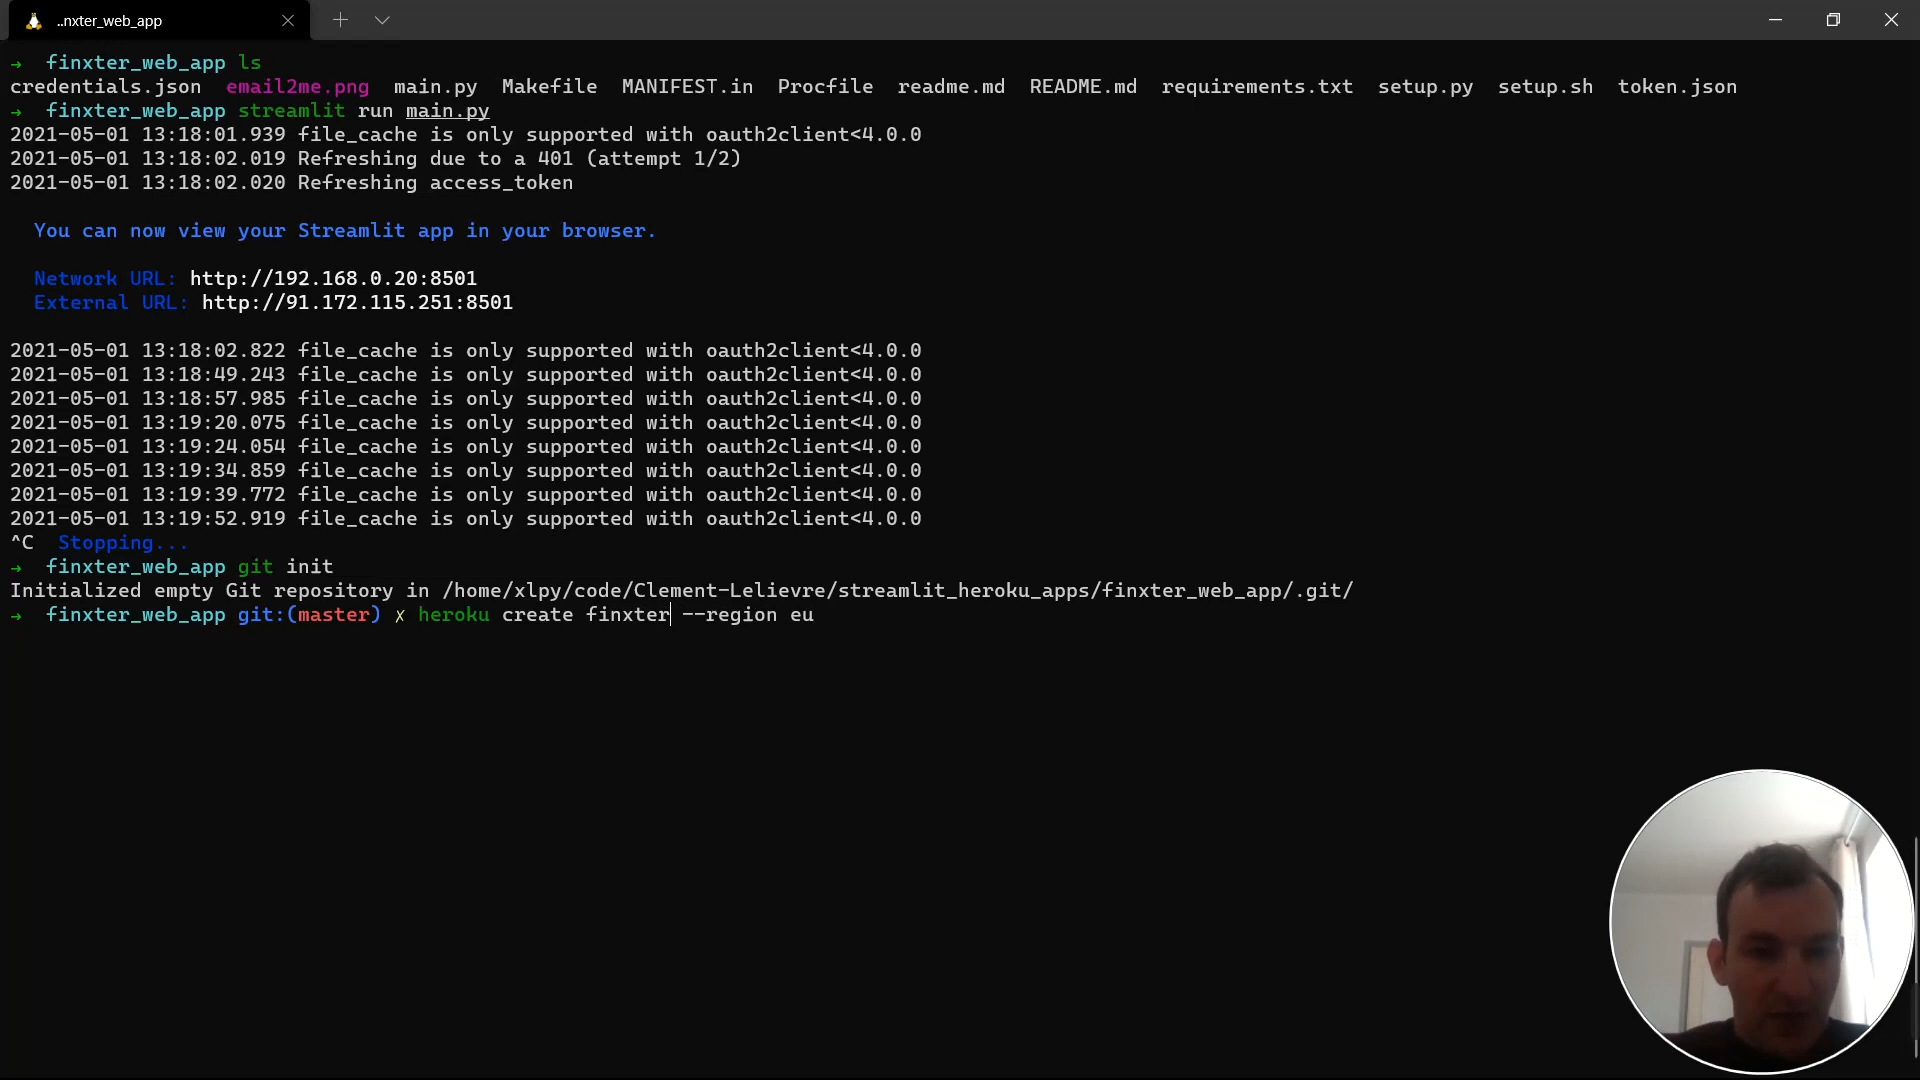 ..nxter_web_app
→ finxter_web_app ls
credentials.json email2me.png main.py Makefile MANIFEST.in Procfile readme.md README.md requirements.txt setup.py setup.sh token.json
→ finxter_web_app streamlit run main.py
2021-05-01 13:18:01.939 file_cache is only supported with oauth2client<4.0.0
2021-05-01 13:18:02.019 Refreshing due to a 401 (attempt 1/2)
2021-05-01 13:18:02.020 Refreshing access_token
You can now view your Streamlit app in your browser.
Network URL: http://192.168.0.20:8501
External URL: http://91.172.115.251:8501
2021-05-01 13:18:02.822 file_cache is only supported with oauth2client<4.0.0
2021-05-01 13:18:49.243 file_cache is only supported with oauth2client<4.0.0
2021-05-01 13:18:57.985 file_cache is only supported with oauth2client<4.0.0
2021-05-01 13:19:20.075 file_cache is only supported with oauth2client<4.0.0
2021-05-01 13:19:24.054 file_cache is only supported with oauth2client<4.0.0
2021-05-01 13:19:34.859 file_cache is only supported with oauth2client<4.0.0
2021-05-01 13:19:39.772 file_cache is only supported with oauth2client<4.0.0
2021-05-01 13:19:52.919 file_cache is only supported with oauth2client<4.0.0
^C Stopping...
→ finxter_web_app git init
Initialized empty Git repository in /home/xlpy/code/Clement-Lelievre/streamlit_heroku_apps/finxter_web_app/.git/
→ finxter_web_app git:(master) ✗ heroku create finxter --region eu